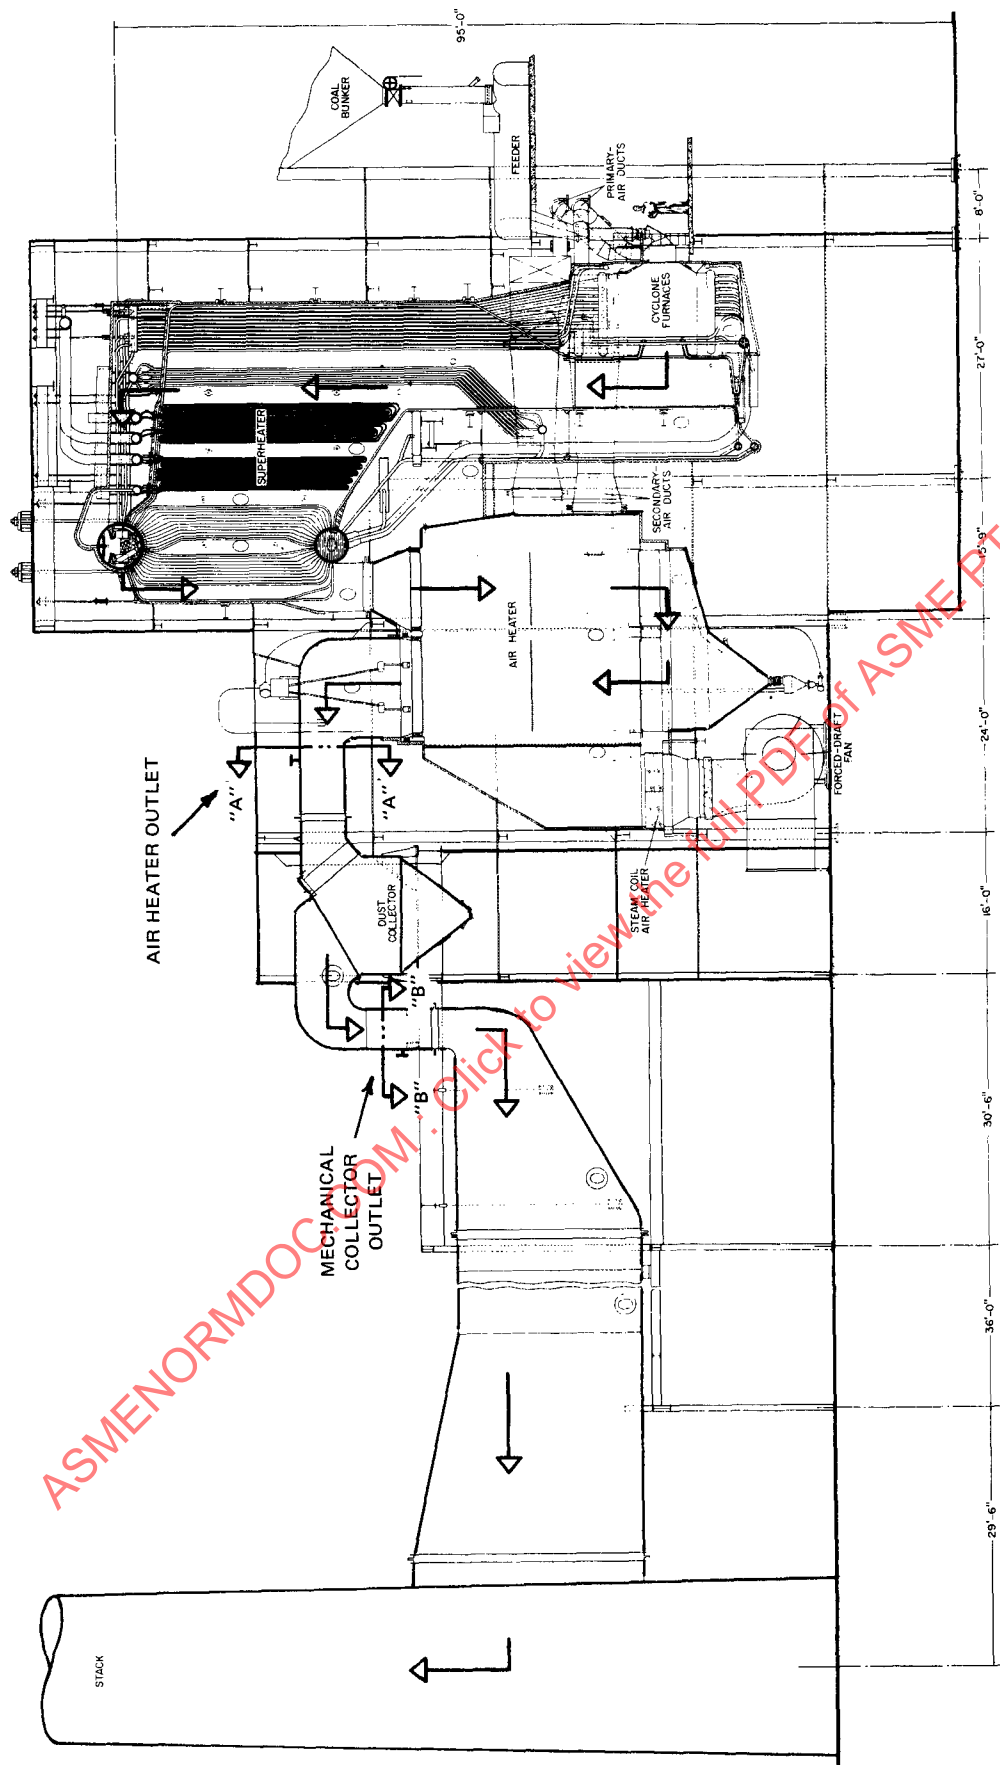 95'-0"
COAL
BUNKER
FEEDER
PRIMARY-
AIR DUCTS
8'-0"
CYCLONE
FURNACES
27'-0"
SUPERHEATER
SECONDARY-
AIR DUCTS
15'-9"
AIR HEATER
24'-0"
FORCED-DRAFT
FAN
AIR HEATER OUTLET
"A"
"A"
STEAM COIL
AIR HEATER
DUST
COLLECTOR
16'-0"
"B"
"B"
MECHANICAL
COLLECTOR
OUTLET
30'-6"
36'-0"
29'-6"
STACK
ASMENORMDOC.COM : Click to view the full PDF of ASME PT